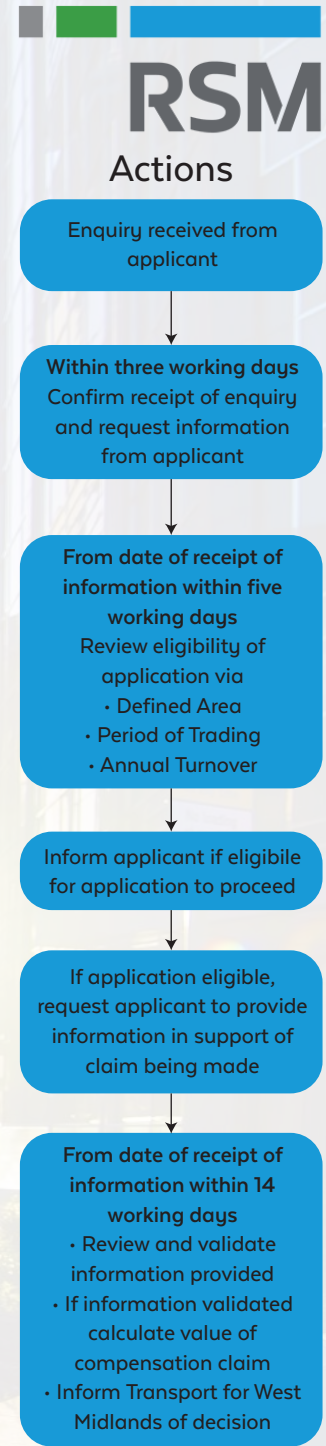 RSM
Actions
Enquiry received from
applicant
Within three working days
Confirm receipt of enquiry
and request information
from applicant
From date of receipt of
information within five
working days
Review eligibility of
application via
• Defined Area
• Period of Trading
• Annual Turnover
Inform applicant if eligibile
for application to proceed
If application eligible,
request applicant to provide
information in support of
claim being made
From date of receipt of
information within 14
working days
• Review and validate
information provided
• If information validated
calculate value of
compensation claim
• Inform Transport for West
Midlands of decision